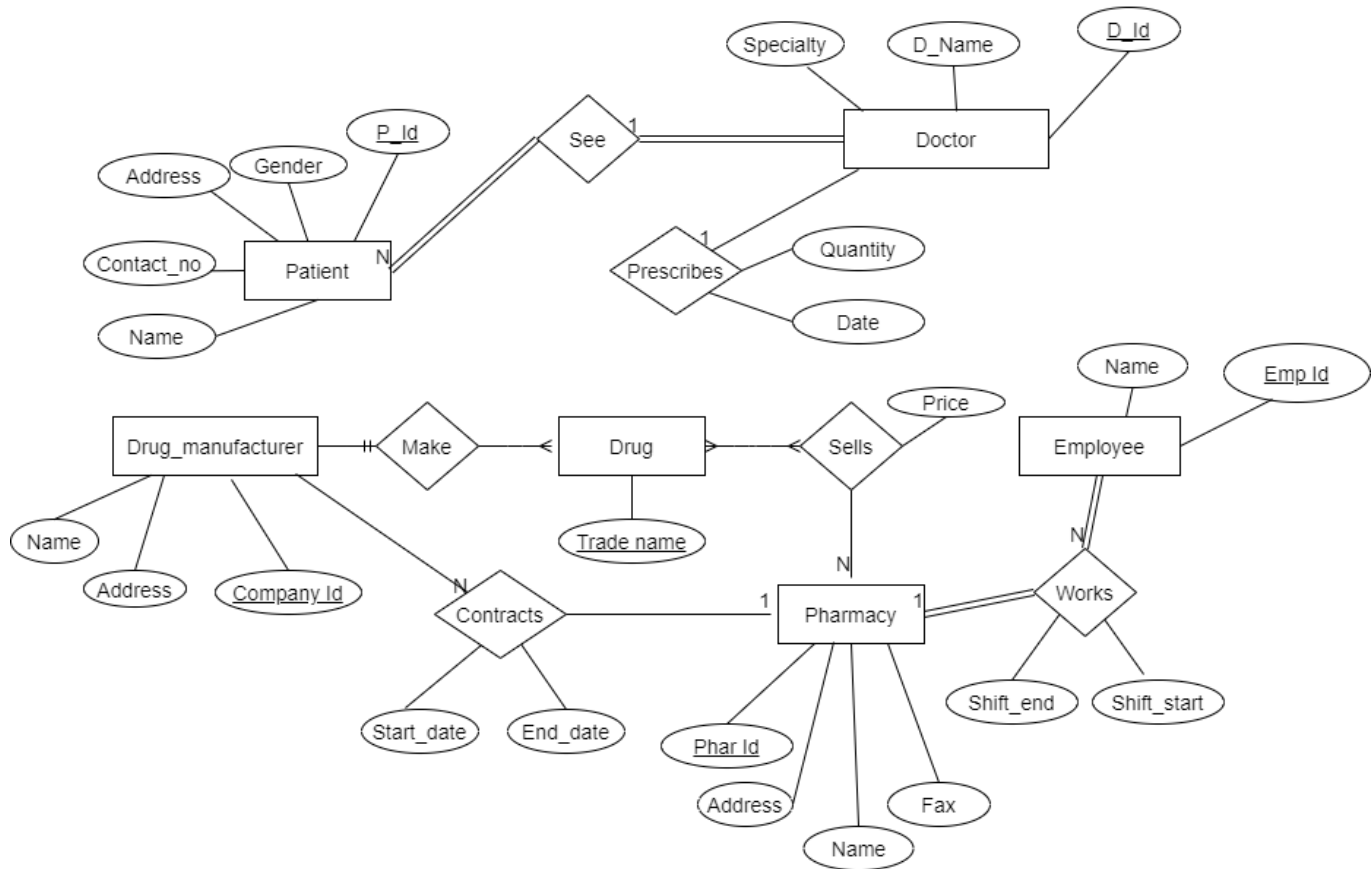 D_Id
Specialty
D_Name
P_Id
See
1
Doctor
Gender
Address
N
Patient
Contact_no
1
Quantity
Prescribes
Name
Date
Name
Emp Id
Price
Drug_manufacturer
Make
Drug
Sells
Employee
Name
Trade name
N
Address
Company Id
N
N
Contracts
1
Pharmacy
1
Works
Start_date
End_date
Shift_end
Shift_start
Phar Id
Address
Fax
Name